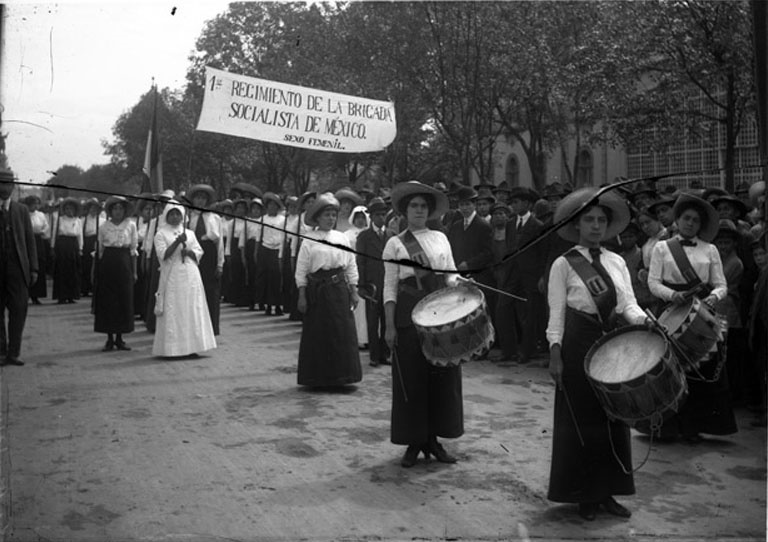 1er REGIMIENTO DE LA BRIGADA
SOCIALISTA DE MÉXICO.
SEXO FEMENIL.